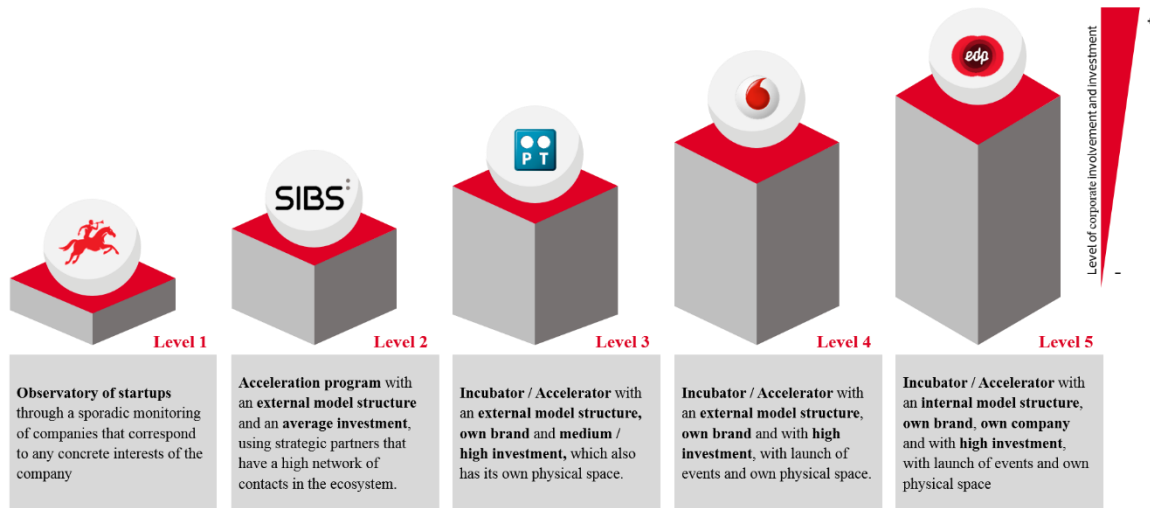 SIBS
P T
edp
Level of corporate involvement and investment
+
–
Level 1
Level 2
Level 3
Level 4
Level 5
Observatory of startups
through a sporadic monitoring
of companies that correspond
to any concrete interests of the
company
Acceleration program with
an external model structure
and an average investment,
using strategic partners that
have a high network of
contacts in the ecosystem.
Incubator / Accelerator with
an external model structure,
own brand and medium /
high investment, which also
has its own physical space.
Incubator / Accelerator with
an external model structure,
own brand and with high
investment, with launch of
events and own physical space.
Incubator / Accelerator with
an internal model structure,
own brand, own company
and with high investment,
with launch of events and own
physical space